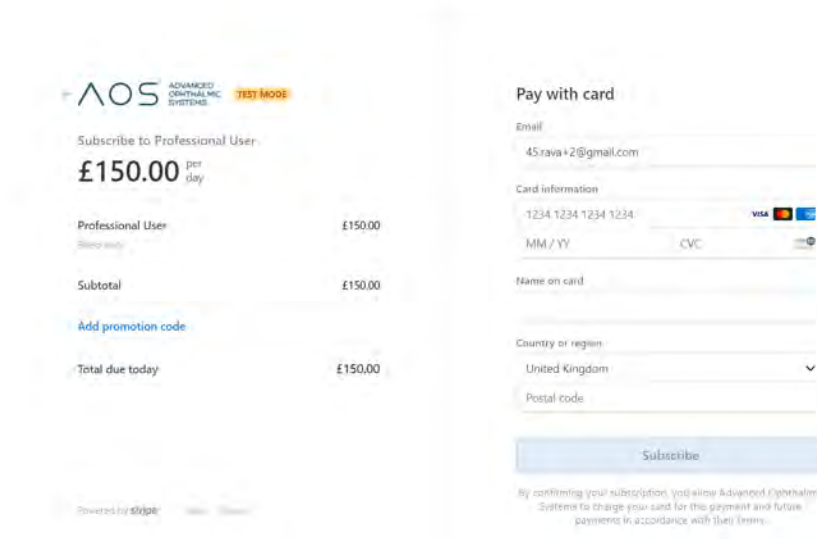 AOS ADVANCED
OPHTHALMIC
SYSTEMS
TEST MODE
Subscribe to Professional User
£150.00 per
day
Professional User £150.00
Billed daily
Subtotal £150.00
Add promotion code
Total due today £150.00
Powered by stripe
Pay with card
Email
45.rava+2@gmail.com
Card information
1234 1234 1234 1234 VISA
MM / YY CVC
Name on card
Country or region
United Kingdom
Postal code
Subscribe
By confirming your subscription, you allow Advanced Ophthalm
Systems to charge your card for this payment and future
payments in accordance with their terms.